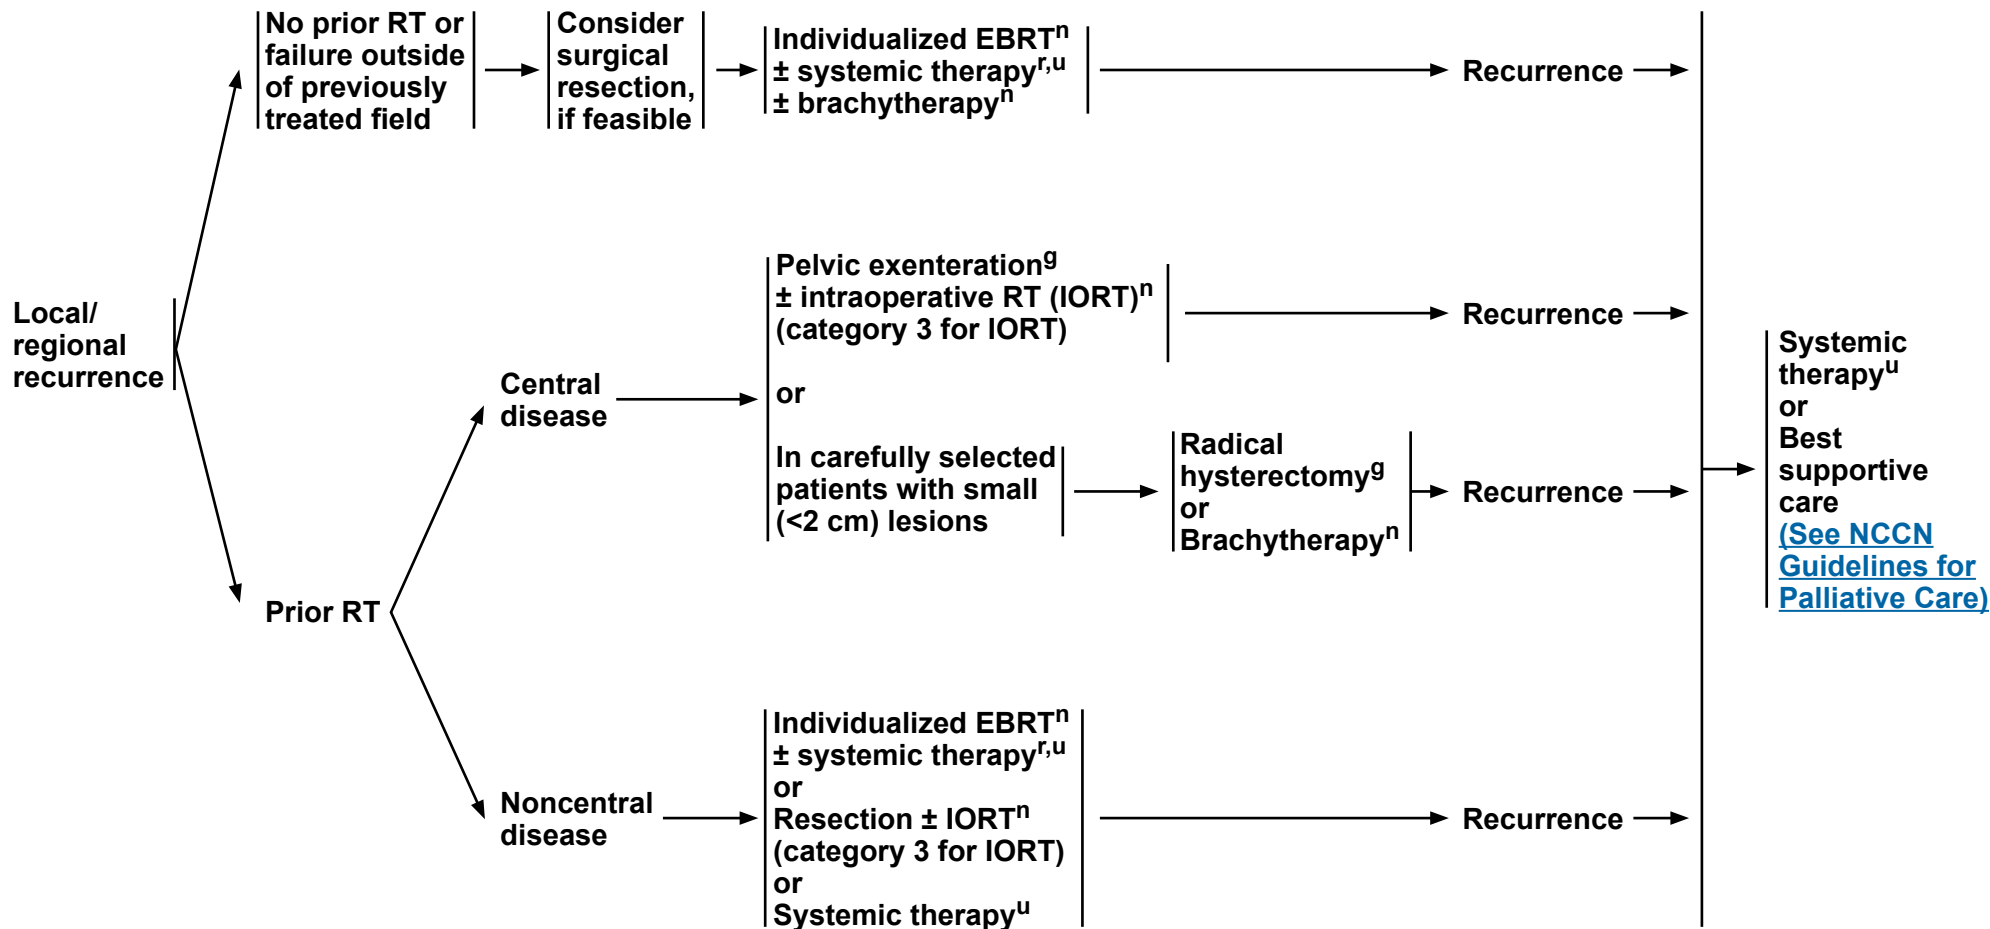 No prior RT or
failure outside
of previously
treated field
Consider
surgical
resection,
if feasible
Individualized EBRTⁿ
± systemic therapyʳ,ᵘ
± brachytherapyⁿ
Recurrence
Local/
regional
recurrence
Pelvic exenterationᵍ
± intraoperative RT (IORT)ⁿ
(category 3 for IORT)
Recurrence
Central
disease
or
In carefully selected
patients with small
(<2 cm) lesions
Radical
hysterectomyᵍ
or
Brachytherapyⁿ
Recurrence
Prior RT
Noncentral
disease
Individualized EBRTⁿ
± systemic therapyʳ,ᵘ
or
Resection ± IORTⁿ
(category 3 for IORT)
or
Systemic therapyᵘ
Recurrence
Systemic
therapyᵘ
or
Best
supportive
care
(See NCCN
Guidelines for
Palliative Care)